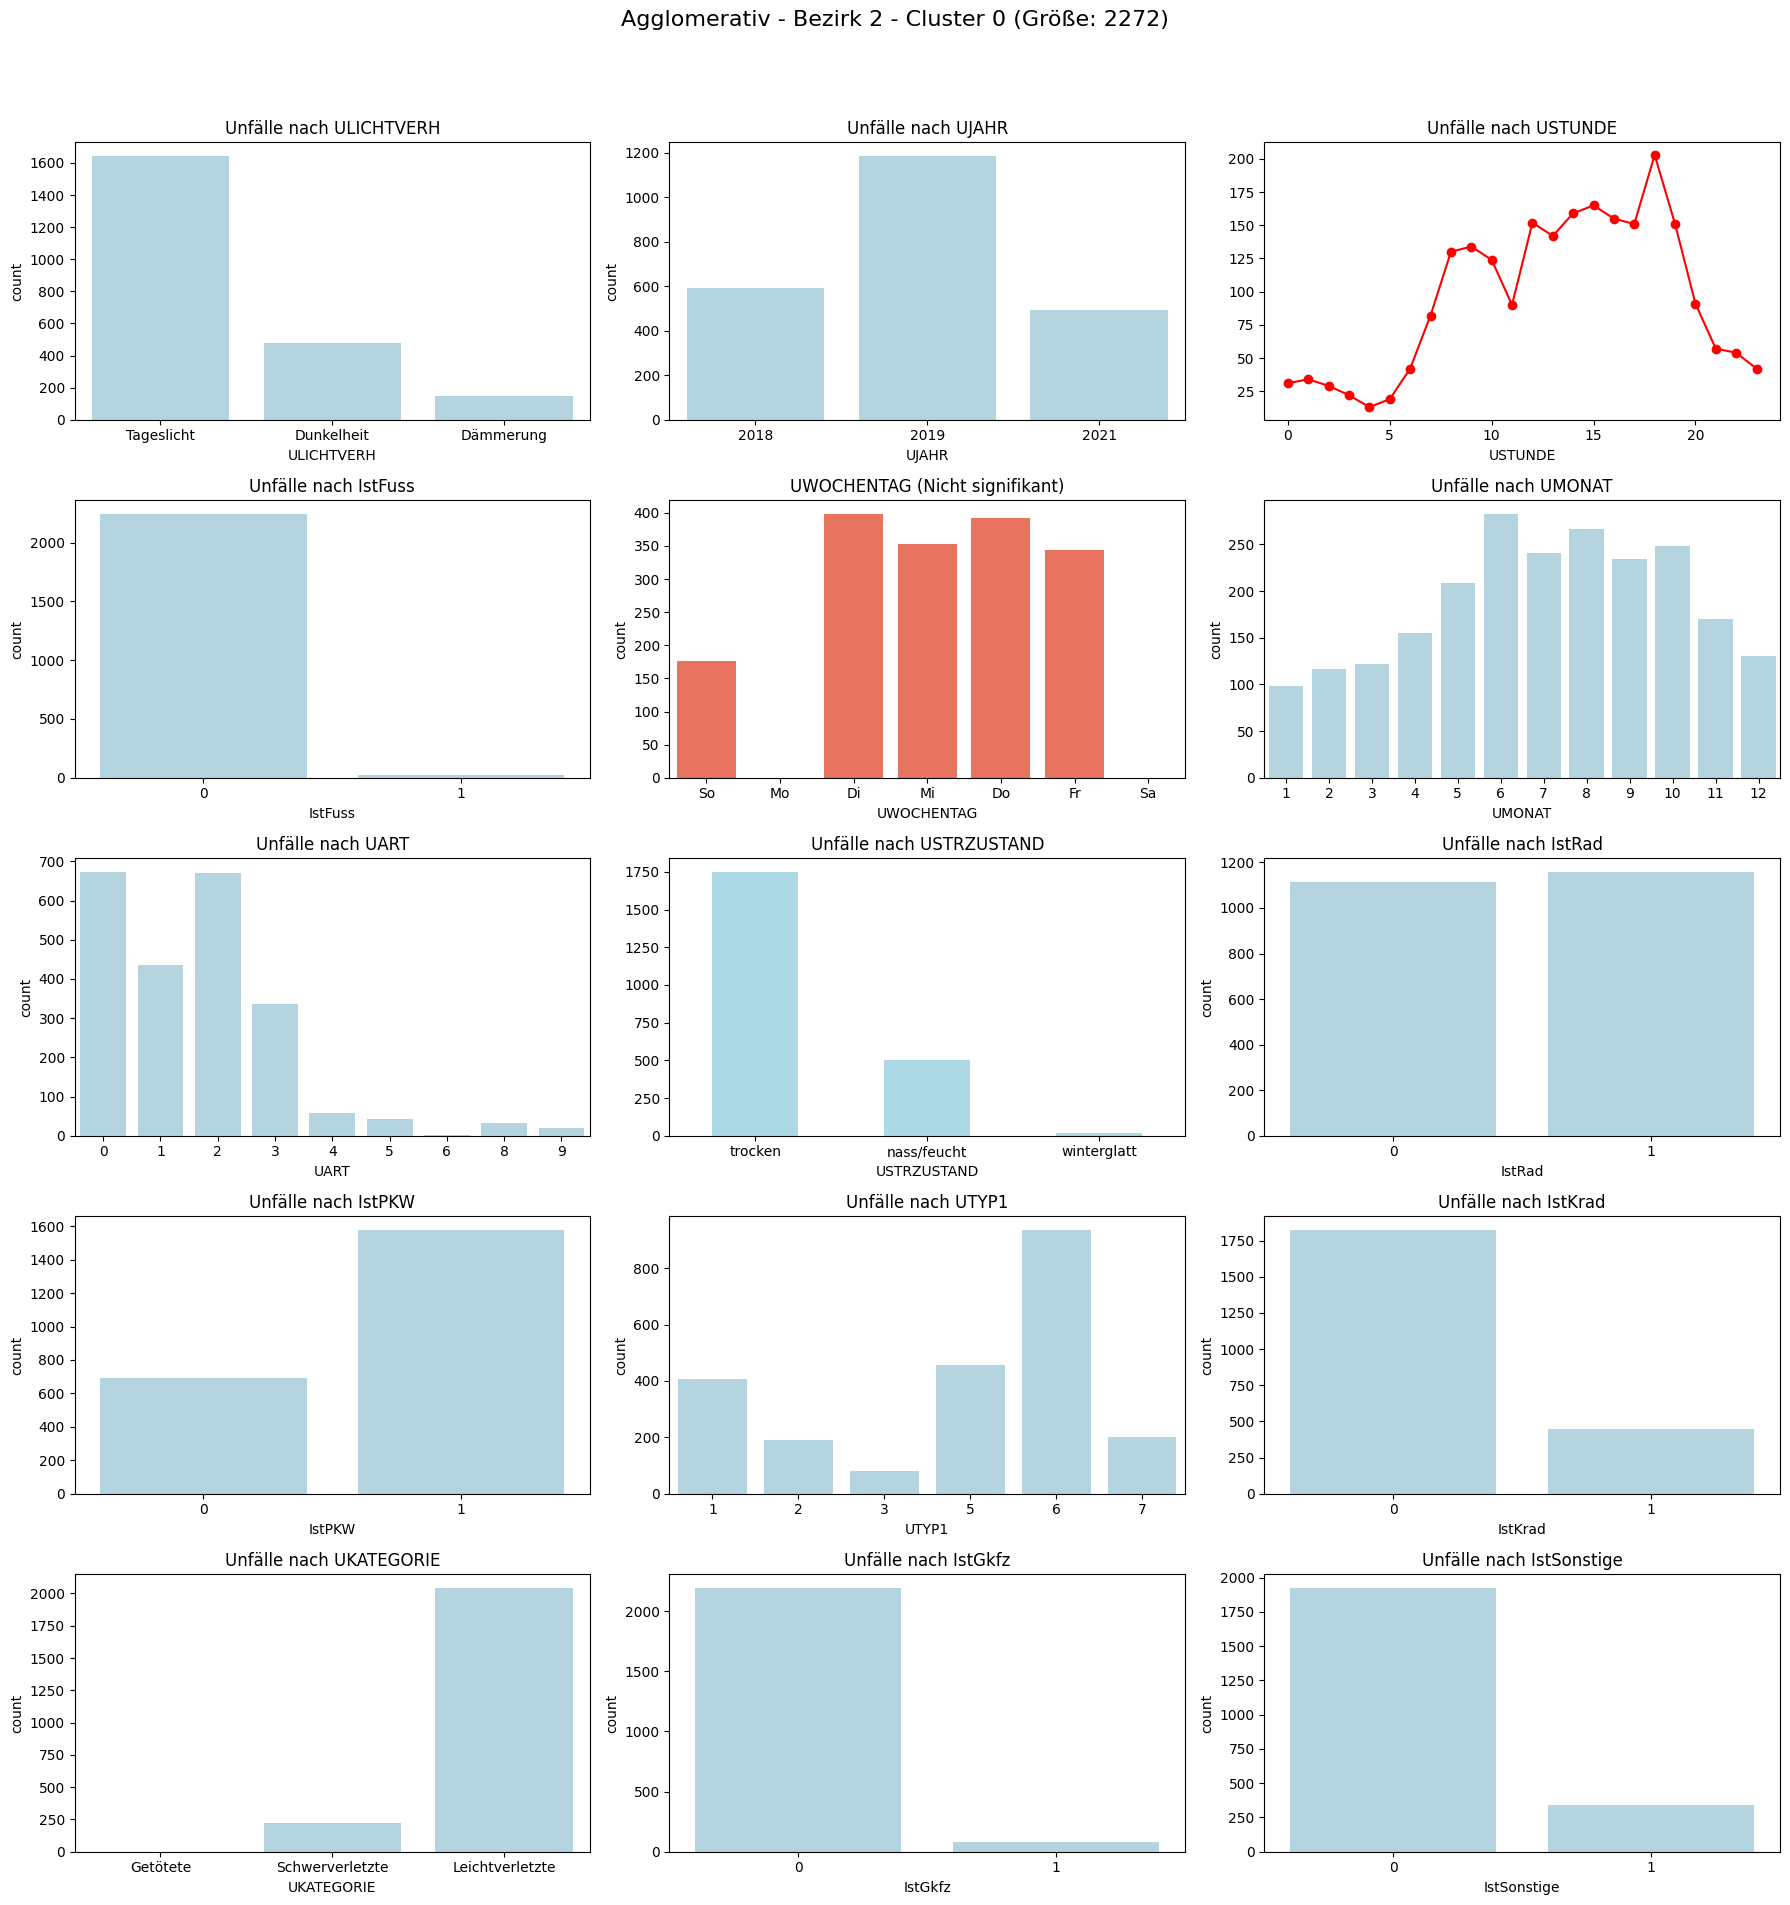 Agglomerativ - Bezirk 2 - Cluster 0 (Größe: 2272)
Unfälle nach ULICHTVERH
1600
1400
1200
1000
800
600
400
200
0
count
Tageslicht Dunkelheit Dämmerung
ULICHTVERH
Unfälle nach UJAHR
1200
1000
800
600
400
200
0
count
2018 2019 2021
UJAHR
Unfälle nach USTUNDE
200
175
150
125
100
75
50
25
0 5 10 15 20
USTUNDE
Unfälle nach IstFuss
2000
1500
1000
500
0
count
0 1
IstFuss
UWOCHENTAG (Nicht signifikant)
400
350
300
250
200
150
100
50
0
count
So Mo Di Mi Do Fr Sa
UWOCHENTAG
Unfälle nach UMONAT
250
200
150
100
50
0
count
1 2 3 4 5 6 7 8 9 10 11 12
UMONAT
Unfälle nach UART
700
600
500
400
300
200
100
0
count
0 1 2 3 4 5 6 8 9
UART
Unfälle nach USTRZUSTAND
1750
1500
1250
1000
750
500
250
0
trocken nass/feucht winterglatt
USTRZUSTAND
Unfälle nach IstRad
1200
1000
800
600
400
200
0
count
0 1
IstRad
Unfälle nach IstPKW
1600
1400
1200
1000
800
600
400
200
0
count
0 1
IstPKW
Unfälle nach UTYP1
800
600
400
200
0
count
1 2 3 5 6 7
UTYP1
Unfälle nach IstKrad
1750
1500
1250
1000
750
500
250
0
count
0 1
IstKrad
Unfälle nach UKATEGORIE
2000
1750
1500
1250
1000
750
500
250
0
count
Getötete Schwerverletzte Leichtverletzte
UKATEGORIE
Unfälle nach IstGkfz
2000
1500
1000
500
0
count
0 1
IstGkfz
Unfälle nach IstSonstige
2000
1750
1500
1250
1000
750
500
250
0
count
0 1
IstSonstige